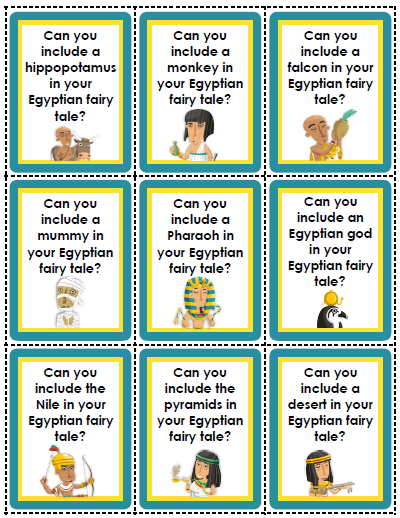 Can you
include a
hippopotamus
in your
Egyptian fairy
tale?
Can you
include a
monkey in
your Egyptian
fairy tale?
Can you
include a
falcon in your
Egyptian fairy
tale?
Can you
include a
mummy in
your Egyptian
fairy tale?
Can you
include a
Pharaoh in
your Egyptian
fairy tale?
Can you
include an
Egyptian god
in your
Egyptian fairy
tale?
Can you
include the
Nile in your
Egyptian fairy
tale?
Can you
include the
pyramids in
your Egyptian
fairy tale?
Can you
include a
desert in your
Egyptian fairy
tale?